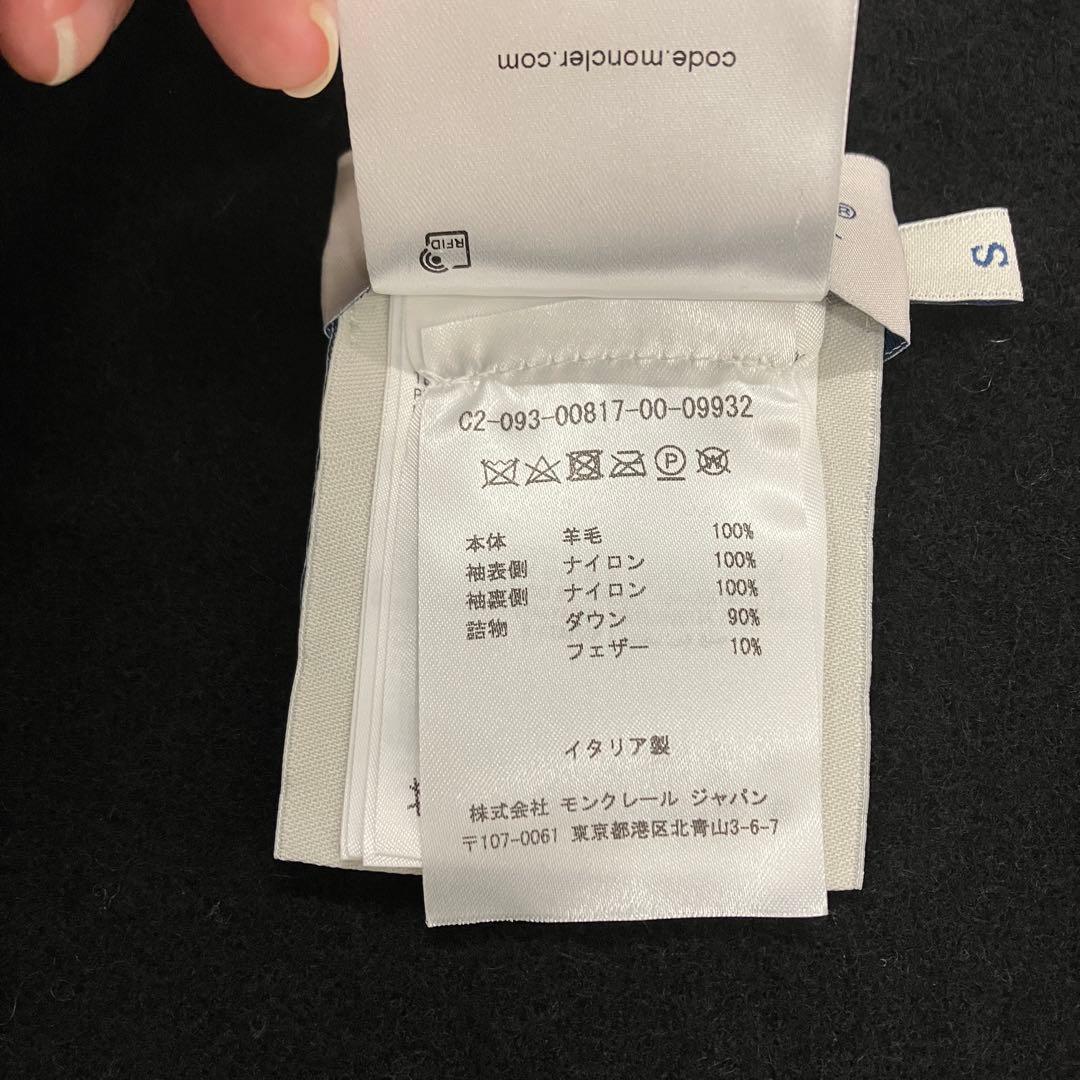 code.moncler.com
RFID
®
S
C2-093-00817-00-09932
P
W
本体 羊毛 100%
袖表側 ナイロン 100%
袖裏側 ナイロン 100%
詰物 ダウン 90%
フェザー 10%
イタリア製
株式会社 モンクレール ジャパン
〒107-0061 東京都港区北青山3-6-7